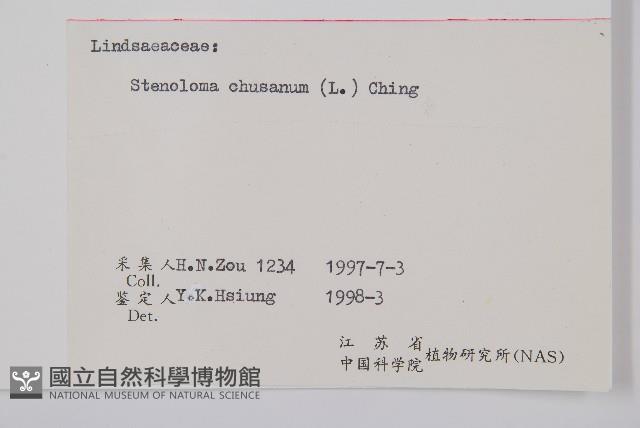 Lindsaeaceae:
Stenoloma chusanum (L.) Ching
采集人H.N.Zou 1234 1997-7-3
Coll.
鉴定人Y.K.Hsiung 1998-3
Det.
江苏省
中国科学院植物研究所(NAS)
國立自然科學博物館
NATIONAL MUSEUM OF NATURAL SCIENCE